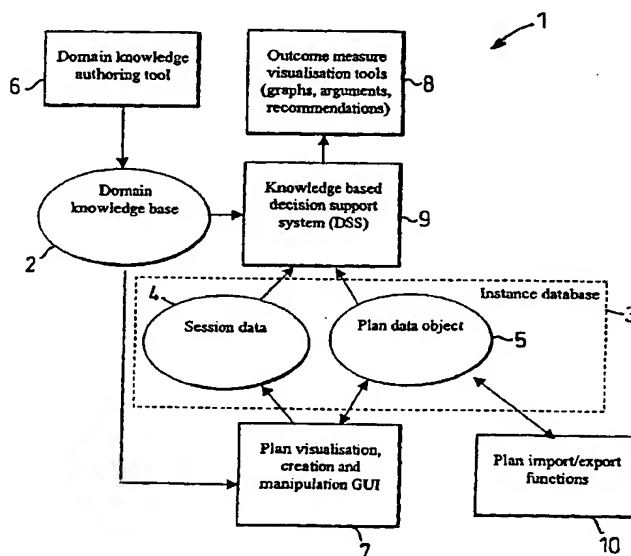 1
Domain knowledge
authoring tool
6
Outcome measure
visualisation tools
(graphs, arguments,
recommendations)
8
Domain
knowledge base
2
Knowledge based
decision support
system (DSS)
9
Instance database
3
4
Session data
Plan data object
5
Plan visualisation,
creation and
manipulation GUI
7
Plan import/export
functions
10